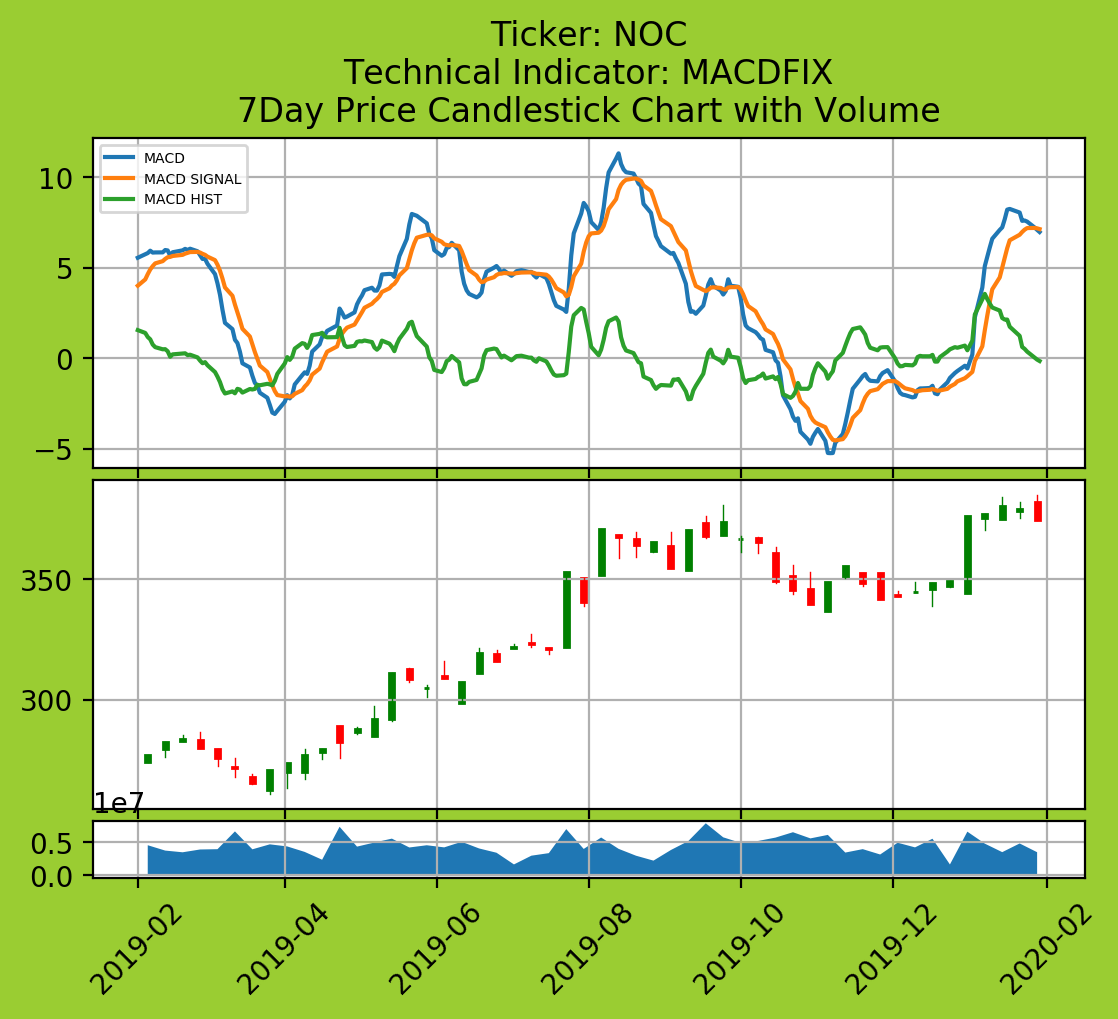 Ticker: NOC
Technical Indicator: MACDFIX
7Day Price Candlestick Chart with Volume
MACD
MACD SIGNAL
MACD HIST
10
5
0
−5
350
300
1e7
0.5
0.0
2019-02
2019-04
2019-06
2019-08
2019-10
2019-12
2020-02